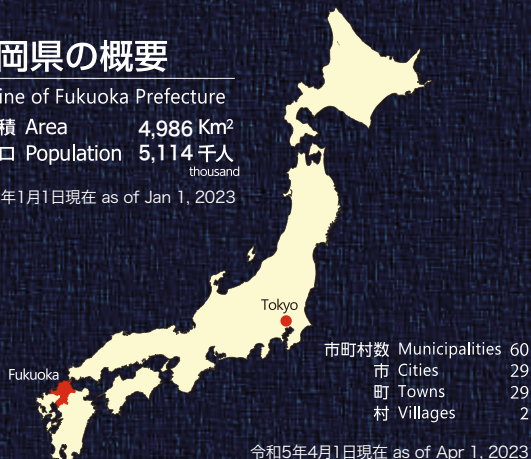 岡県の概要
ine of Fukuoka Prefecture
積 Area 4,986 Km²
口 Population 5,114 千人
thousand
年1月1日現在 as of Jan 1, 2023
Tokyo
Fukuoka
市町村数 Municipalities 60
市 Cities 29
町 Towns 29
村 Villages 2
令和5年4月1日現在 as of Apr 1, 2023